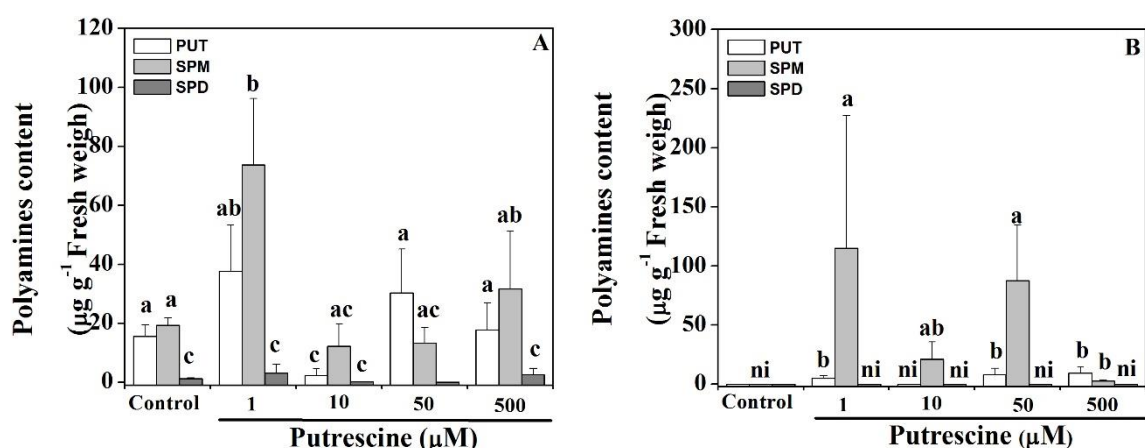 120
A
PUT
SPM
SPD
100
80
60
40
20
0
Polyamines content
(µg g⁻¹ Fresh weigh)
a a c
ab b c
c ac c
a ac
a ab c
Control 1 10 50 500
Putrescine (µM)
300
B
PUT
SPM
SPD
250
200
150
100
50
0
Polyamines content
(µg g⁻¹ Fresh weigh)
ni
b a ni
ni ab ni
b a ni
b b ni
Control 1 10 50 500
Putrescine (µM)